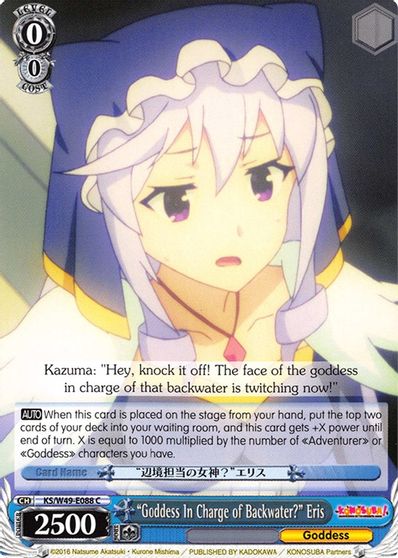 LEVEL
0
0
COST
Kazuma: "Hey, knock it off! The face of the goddess
in charge of that backwater is twitching now!"
AUTO When this card is placed on the stage from your hand, put the top two
cards of your deck into your waiting room, and this card gets +X power until
end of turn. X is equal to 1000 multiplied by the number of «Adventurer» or
«Goddess» characters you have.
Card Name
"辺境担当の女神？"エリス
CH
KS/W49-E088 C
POWER
2500
"Goddess In Charge of Backwater?" Eris
Goddess
©2016 Natsume Akatsuki・Kurone Mishima / PUBLISHED BY KADOKAWA / KONOSUBA Partners